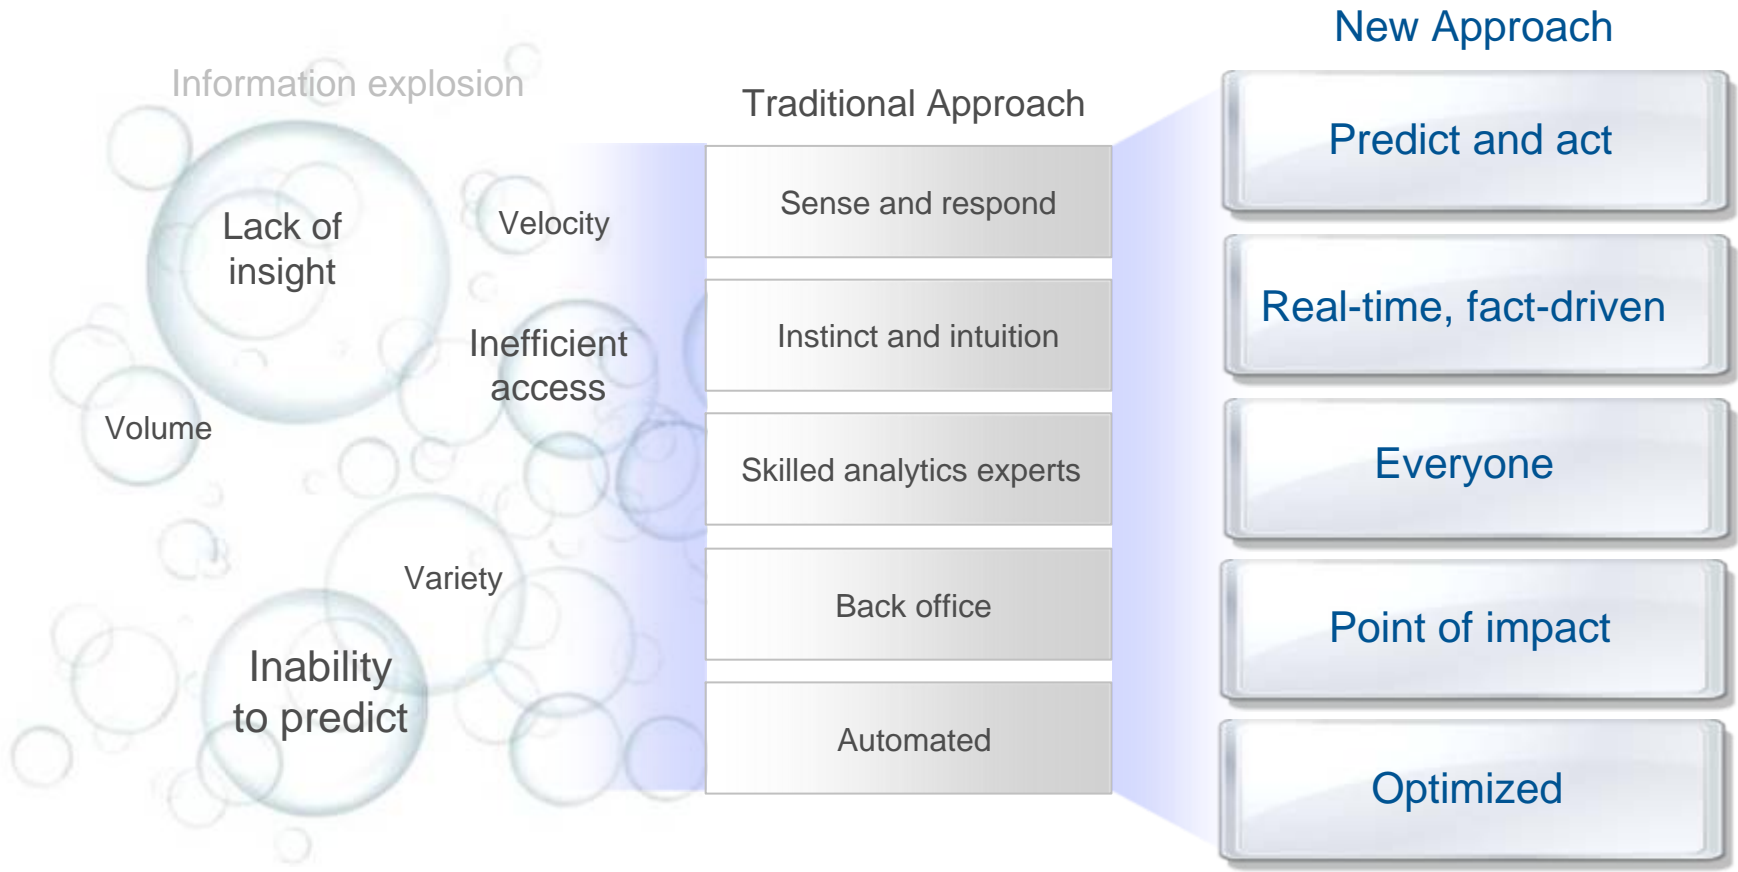 Information explosion
Lack of
insight
Velocity
Inefficient
access
Volume
Variety
Inability
to predict
Traditional Approach
Sense and respond
Instinct and intuition
Skilled analytics experts
Back office
Automated
New Approach
Predict and act
Real-time, fact-driven
Everyone
Point of impact
Optimized